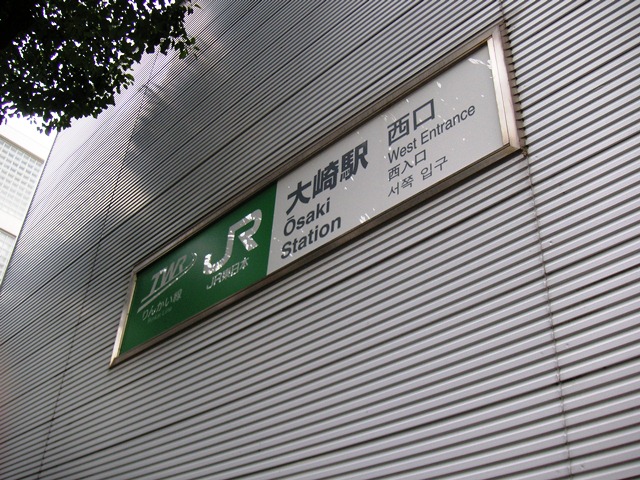 TWR
りんかい線
JR
JR東日本
大崎駅
Ōsaki
Station
西口
West Entrance
西入口
서쪽 입구